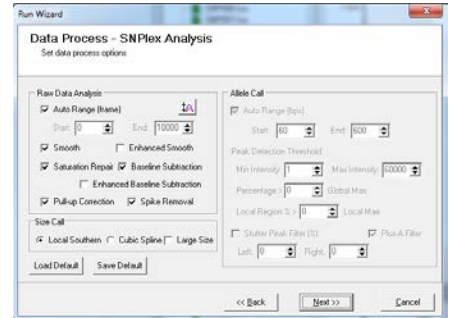 Run Wizard
Data Process - SNPlex Analysis
Set data process options
Raw Data Analysis
Auto Range (frame)
Start: 0 End: 10000
Smooth Enhanced Smooth
Saturation Repair Baseline Subtraction
Enhanced Baseline Subtraction
Pull-up Correction Spike Removal
Size Call
Local Southern Cubic Spline Large Size
Load Default Save Default
Allele Call
Auto Range (bps)
Start: 60 End: 600
Peak Detection Threshold
Min Intensity: 1 Max Intensity: 60000
Percentage > 0 Global Max
Local Region % > 0 Local Max
Stutter Peak Filter (%) Plus-A Filter
Left: 0 Right: 0
<< Back Next >> Cancel